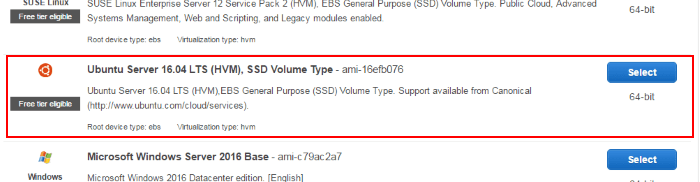 SUSE Linux
SUSE Linux Enterprise Server 12 Service Pack 2 (HVM), EBS General Purpose (SSD) Volume Type. Public Cloud, Advanced
Free tier eligible
Systems Management, Web and Scripting, and Legacy modules enabled.
64-bit
Root device type: ebs Virtualization type: hvm
Ubuntu Server 16.04 LTS (HVM), SSD Volume Type - ami-16efb076
Select
Ubuntu Server 16.04 LTS (HVM),EBS General Purpose (SSD) Volume Type. Support available from Canonical
64-bit
Free tier eligible
(http://www.ubuntu.com/cloud/services).
Root device type: ebs Virtualization type: hvm
Microsoft Windows Server 2016 Base - ami-c79ac2a7
Select
Windows
Microsoft Windows 2016 Datacenter edition. [English]
64-bit